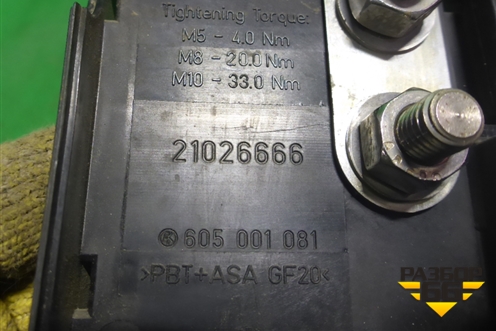 Tightening Torque:
M5 - 4.0 Nm
M8 - 20.0 Nm
M10 - 33.0 Nm
21026666
605 001 081
>PBT+ASA GF20<
РАЗБОР
66